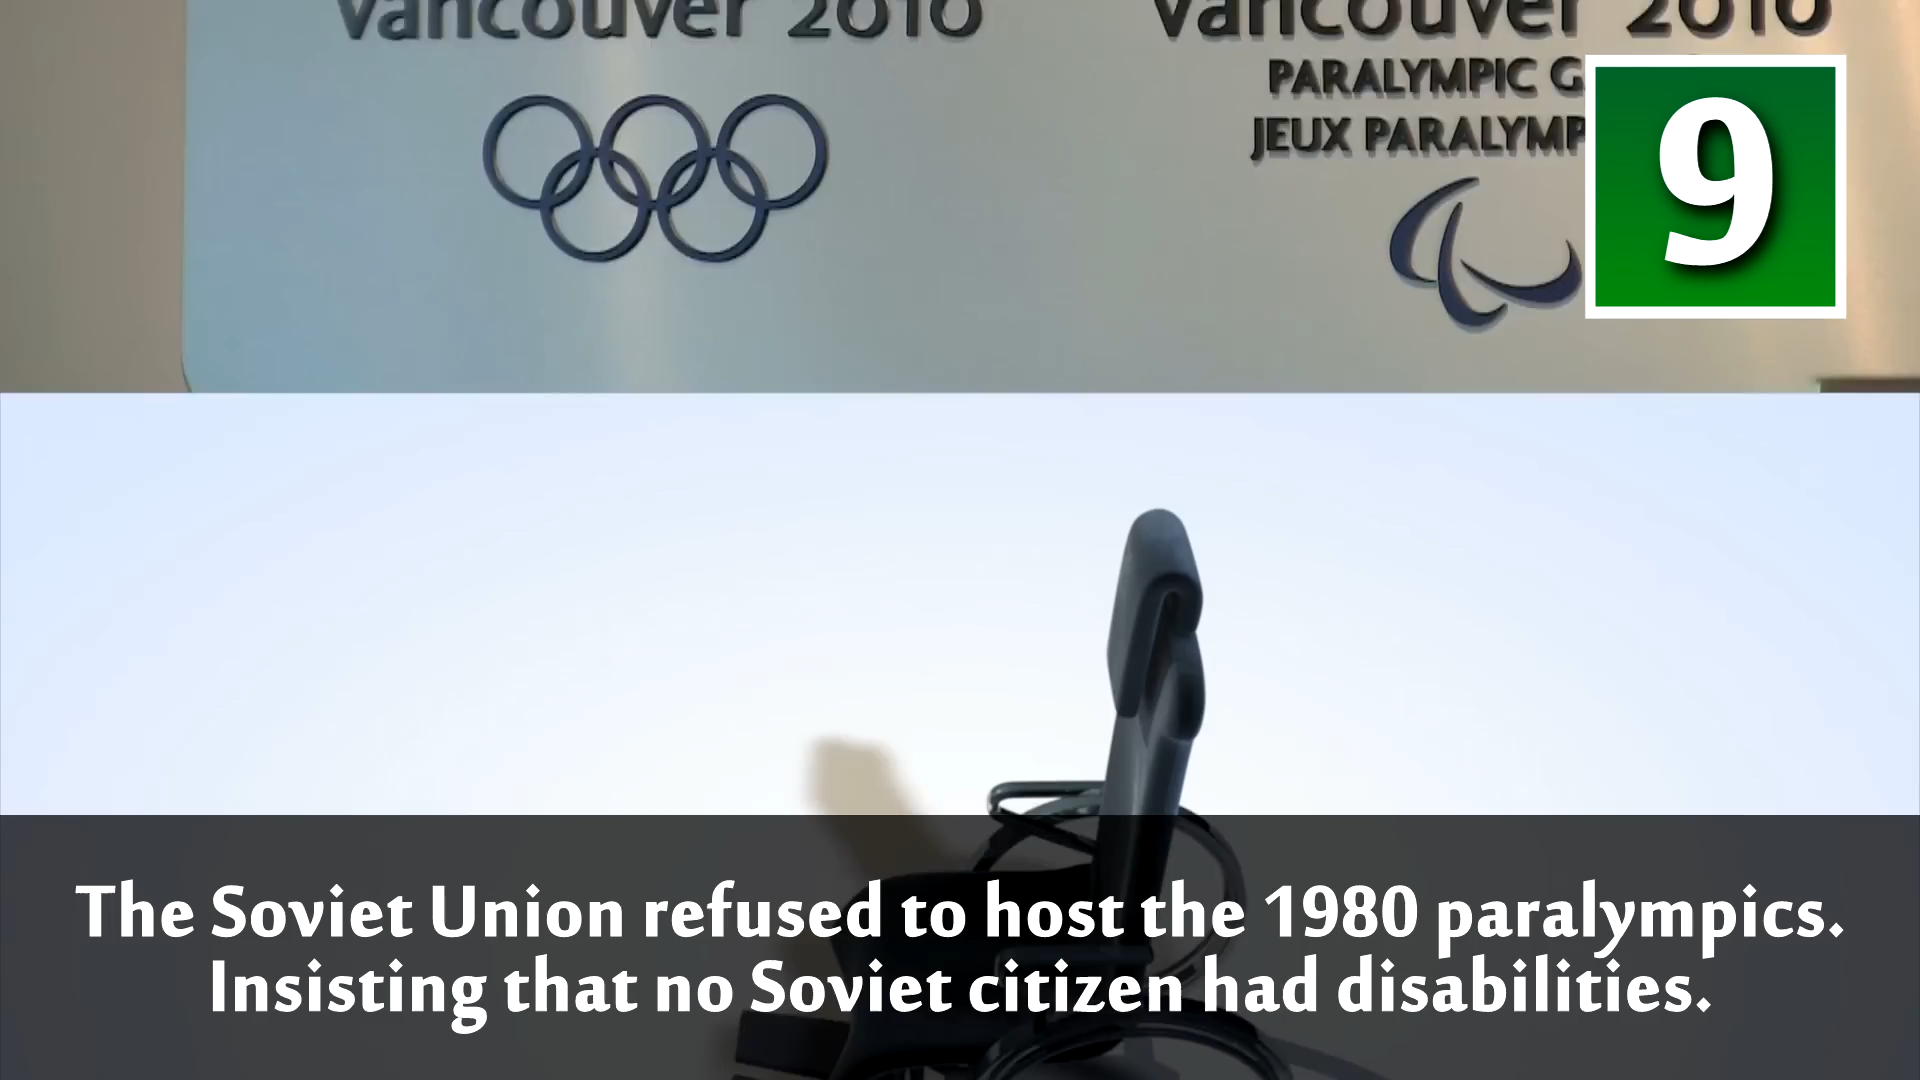 vancouver 2010
vancouver 2010
PARALYMPIC G
JEUX PARALYMP
9
The Soviet Union refused to host the 1980 paralympics.
Insisting that no Soviet citizen had disabilities.